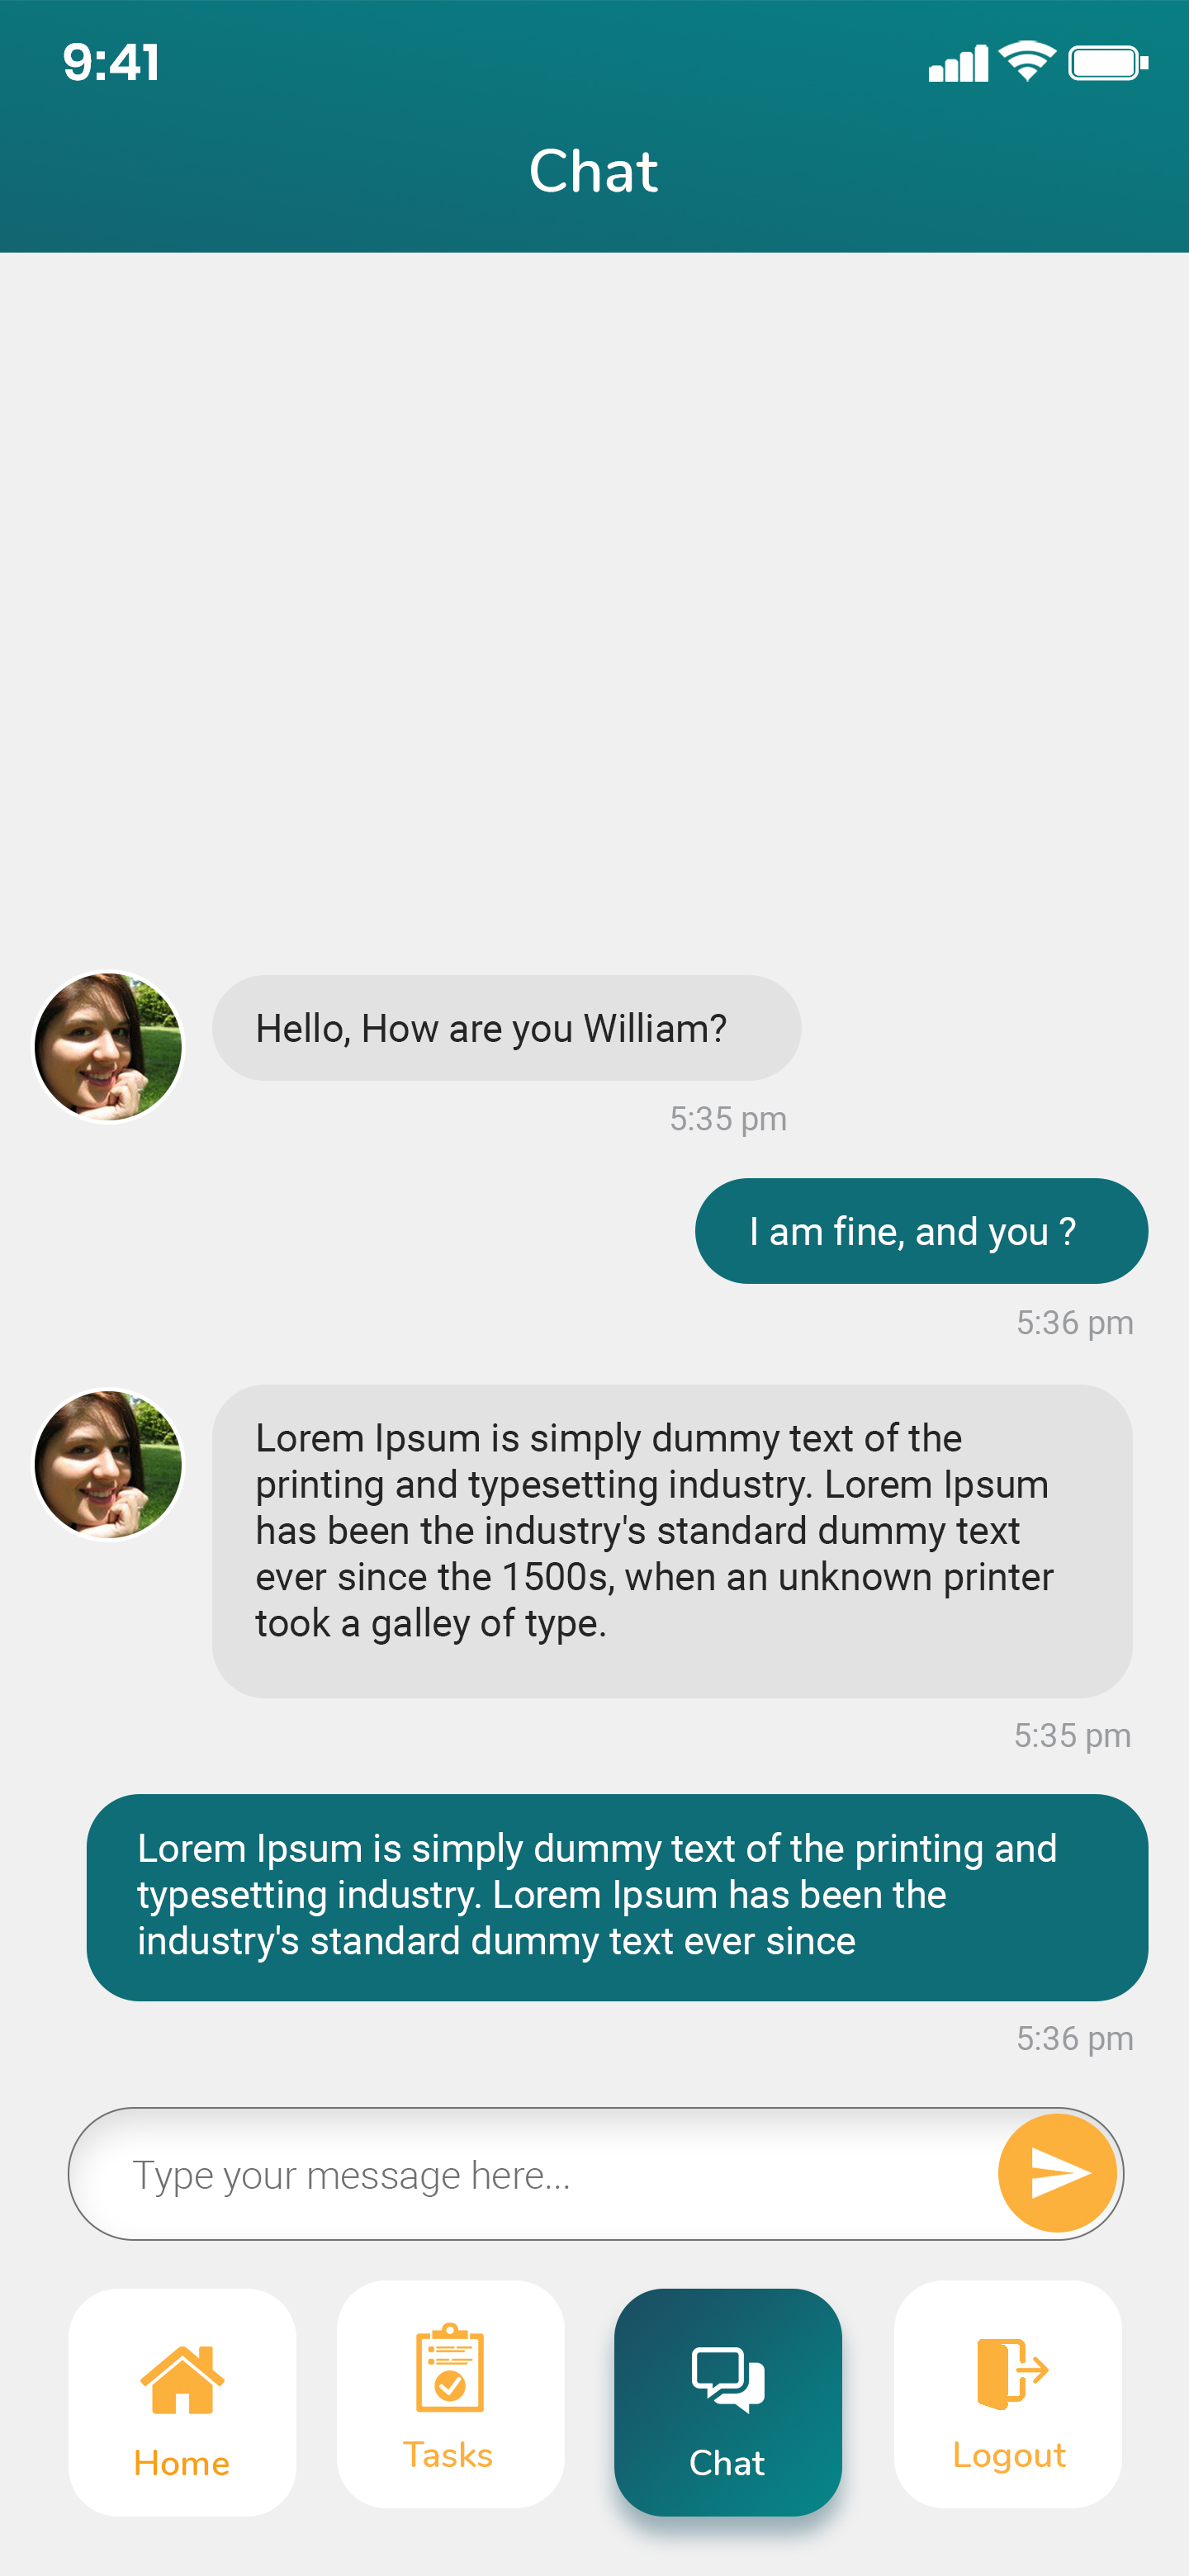 9:41
Chat
Hello, How are you William?
5:35 pm
I am fine, and you ?
5:36 pm
Lorem Ipsum is simply dummy text of the
printing and typesetting industry. Lorem Ipsum
has been the industry's standard dummy text
ever since the 1500s, when an unknown printer
took a galley of type.
5:35 pm
Lorem Ipsum is simply dummy text of the printing and
typesetting industry. Lorem Ipsum has been the
industry's standard dummy text ever since
5:36 pm
Type your message here...
Home
Tasks
Chat
Logout